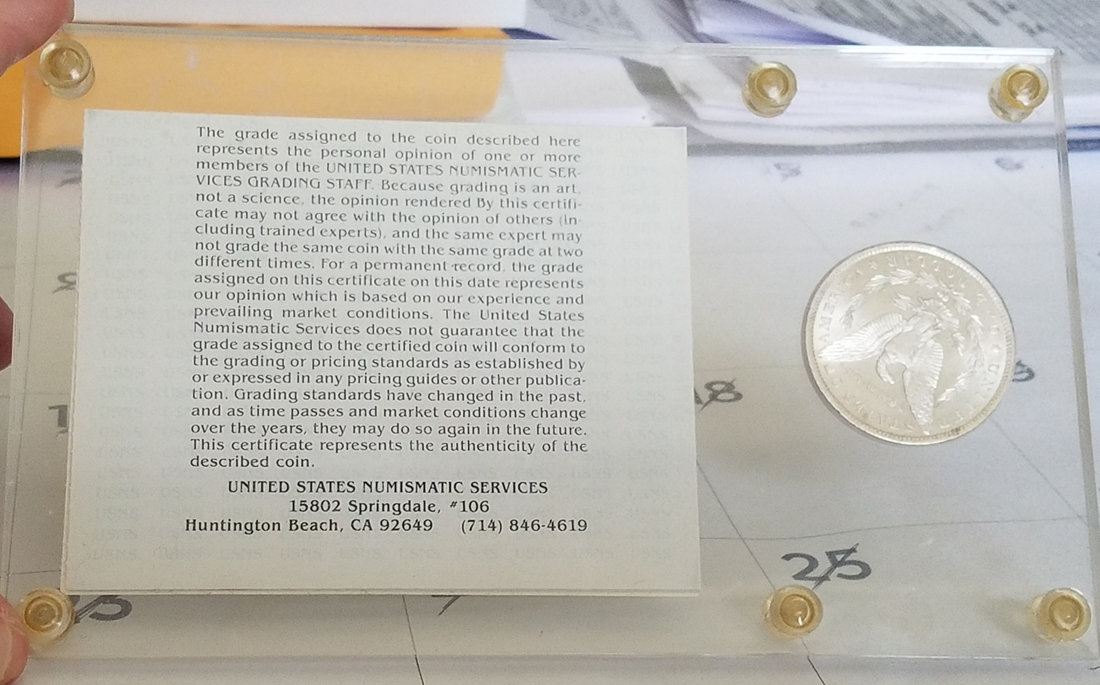 The grade assigned to the coin described here
represents the personal opinion of one or more
members of the UNITED STATES NUMISMATIC SER-
VICES GRADING STAFF. Because grading is an art,
not a science, the opinion rendered By this certifi-
cate may not agree with the opinion of others (in-
cluding trained experts), and the same expert may
not grade the same coin with the same grade at two
different times. For a permanent record, the grade
assigned on this certificate on this date represents
our opinion which is based on our experience and
prevailing market conditions. The United States
Numismatic Services does not guarantee that the
grade assigned to the certified coin will conform to
the grading or pricing standards as established by
or expressed in any pricing guides or other publica-
tion. Grading standards have changed in the past,
and as time passes and market conditions change
over the years, they may do so again in the future.
This certificate represents the authenticity of the
described coin.
UNITED STATES NUMISMATIC SERVICES
15802 Springdale, #106
Huntington Beach, CA 92649 (714) 846-4619
18
25